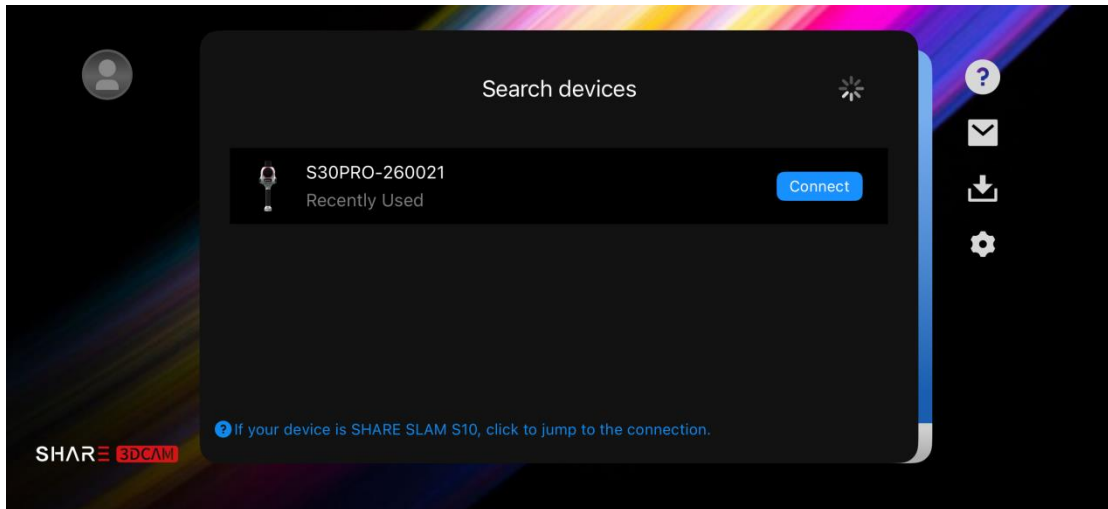 Search devices
S30PRO-260021
Recently Used
Connect
If your device is SHARE SLAM S10, click to jump to the connection.
SHARE 3DCAM